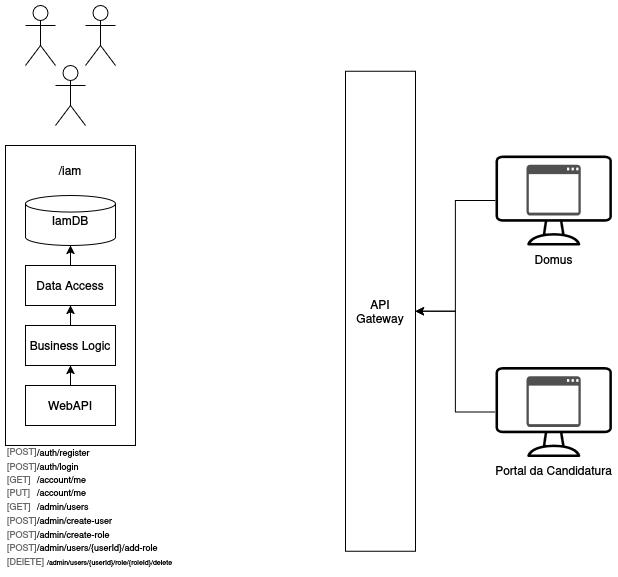 /iam
IamDB
Data Access
Business Logic
WebAPI
[POST]/auth/register
[POST]/auth/login
[GET] /account/me
[PUT] /account/me
[GET] /admin/users
[POST]/admin/create-user
[POST]/admin/create-role
[POST]/admin/users/{userId}/add-role
[DElETE] /admin/users/{userId}/role/{roleId}/delete
API
Gateway
Domus
Portal da Candidatura